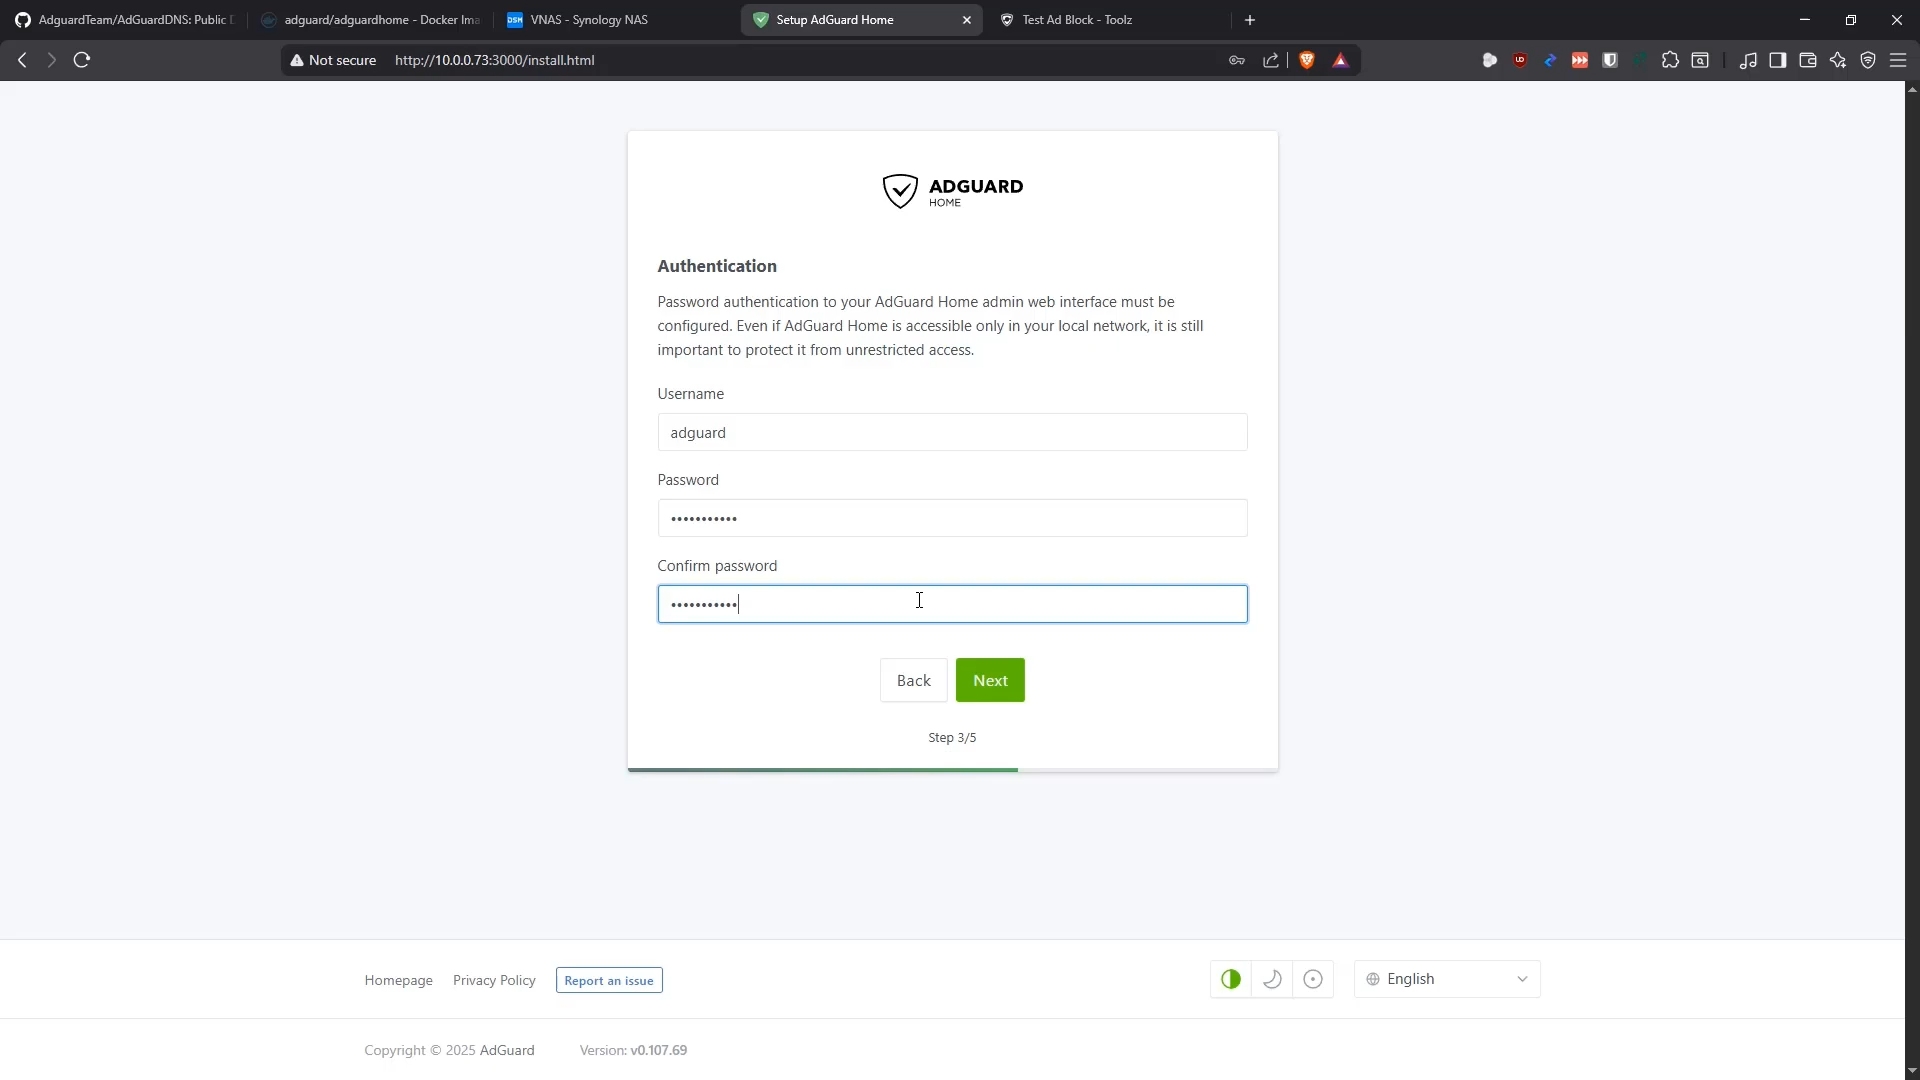 AdguardTeam/AdGuardDNS: Public D
adguard/adguardhome - Docker Ima
DSM
VNAS - Synology NAS
Setup AdGuard Home
Test Ad Block - Toolz
Not secure
http://10.0.0.73:3000/install.html
ADGUARD
HOME
Authentication
Password authentication to your AdGuard Home admin web interface must be
configured. Even if AdGuard Home is accessible only in your local network, it is still
important to protect it from unrestricted access.
Username
adguard
Password
•••••••••••
Confirm password
•••••••••••
Back
Next
Step 3/5
Homepage
Privacy Policy
Report an issue
English
Copyright © 2025 AdGuard
Version: v0.107.69